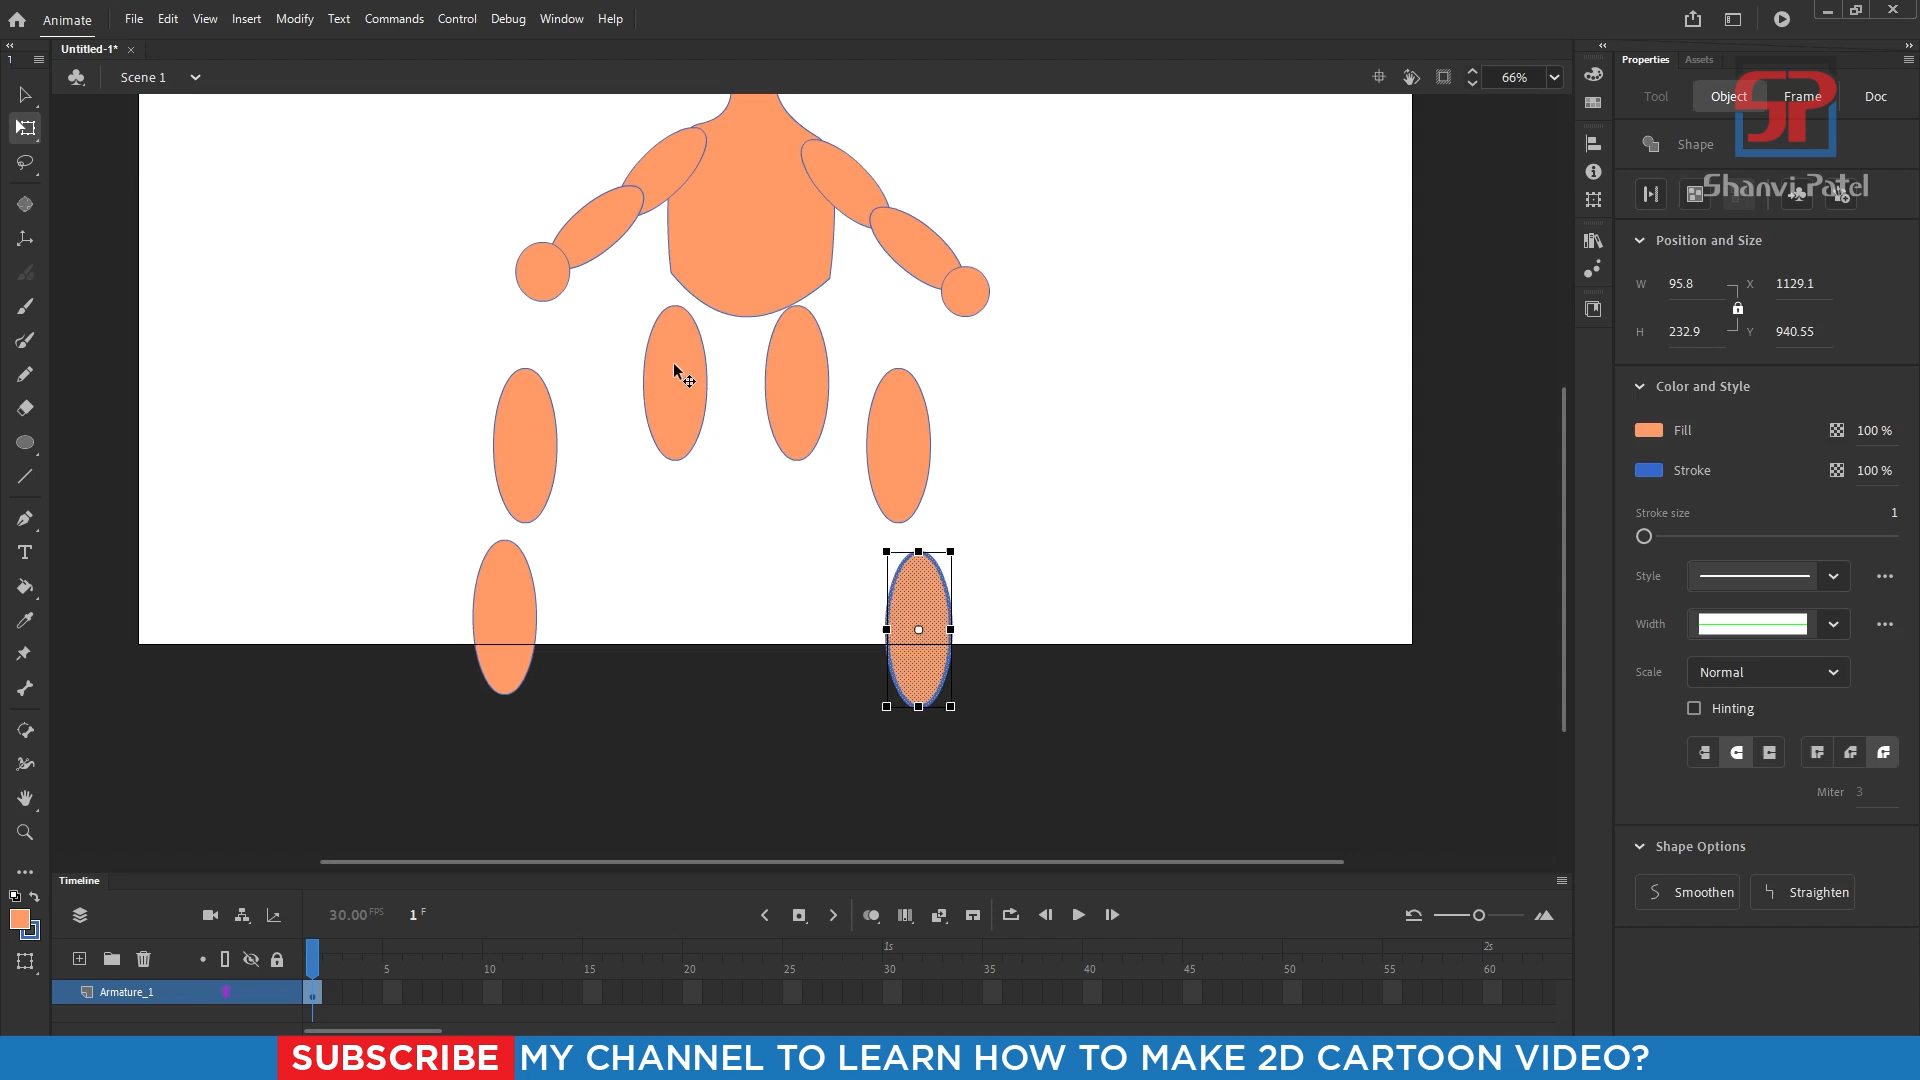 Animate File Edit View Insert Modify Text Commands Control Debug Window Help
Untitled-1*
Scene 1
66%
Properties Assets
Tool Object Frame Doc
SP
Shape
Shanvi Patel
Position and Size
W 95.8 X 1129.1
H 232.9 Y 940.55
Color and Style
Fill 100 %
Stroke 100 %
Stroke size 1
Style
Width
Scale Normal
Hinting
Miter 3
Shape Options
Smoothen Straighten
Timeline
30.00 FPS 1 F
1s 2s
5 10 15 20 25 30 35 40 45 50 55 60
Armature_1
SUBSCRIBE MY CHANNEL TO LEARN HOW TO MAKE 2D CARTOON VIDEO?